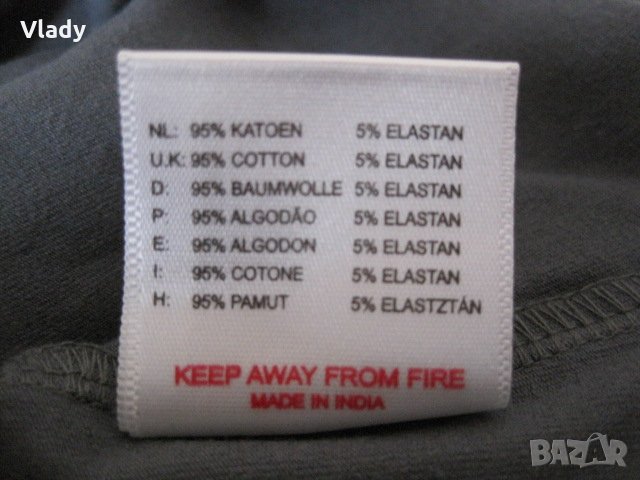 Vlady
NL: 95% KATOEN 5% ELASTAN
U.K: 95% COTTON 5% ELASTAN
D: 95% BAUMWOLLE 5% ELASTAN
P: 95% ALGODÃO 5% ELASTAN
E: 95% ALGODON 5% ELASTAN
I: 95% COTONE 5% ELASTAN
H: 95% PAMUT 5% ELASTZTÁN
KEEP AWAY FROM FIRE
MADE IN INDIA
BAZAR